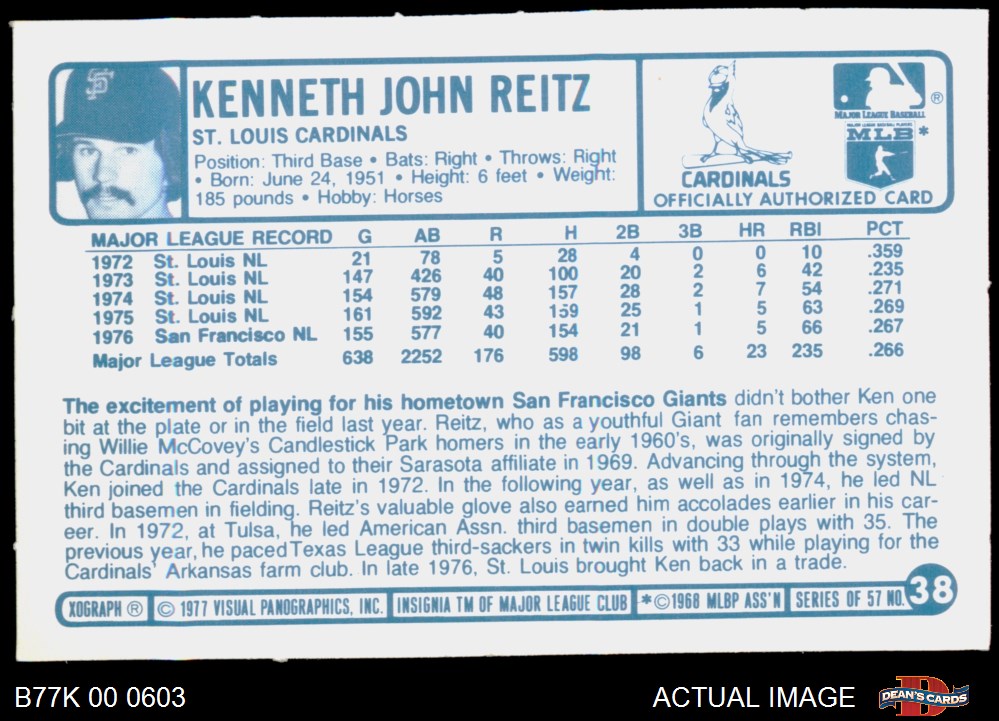 SF
KENNETH JOHN REITZ
ST. LOUIS CARDINALS
Position: Third Base • Bats: Right • Throws: Right
• Born: June 24, 1951 • Height: 6 feet • Weight:
185 pounds • Hobby: Horses
CARDINALS
®
MAJOR LEAGUE BASEBALL
MAJOR LEAGUE BASEBALL PLAYERS
MLB *
OFFICIALLY AUTHORIZED CARD
MAJOR LEAGUE RECORD G AB R H 2B 3B HR RBI PCT
1972 St. Louis NL 21 78 5 28 4 0 0 10 .359
1973 St. Louis NL 147 426 40 100 20 2 6 42 .235
1974 St. Louis NL 154 579 48 157 28 2 7 54 .271
1975 St. Louis NL 161 592 43 159 25 1 5 63 .269
1976 San Francisco NL 155 577 40 154 21 1 5 66 .267
Major League Totals 638 2252 176 598 98 6 23 235 .266
The excitement of playing for his hometown San Francisco Giants didn't bother Ken one
bit at the plate or in the field last year. Reitz, who as a youthful Giant fan remembers chas-
ing Willie McCovey's Candlestick Park homers in the early 1960's, was originally signed by
the Cardinals and assigned to their Sarasota affiliate in 1969. Advancing through the system,
Ken joined the Cardinals late in 1972. In the following year, as well as in 1974, he led NL
third basemen in fielding. Reitz's valuable glove also earned him accolades earlier in his car-
eer. In 1972, at Tulsa, he led American Assn. third basemen in double plays with 35. The
previous year, he paced Texas League third-sackers in twin kills with 33 while playing for the
Cardinals' Arkansas farm club. In late 1976, St. Louis brought Ken back in a trade.
XOGRAPH ® © 1977 VISUAL PANOGRAPHICS, INC. INSIGNIA TM OF MAJOR LEAGUE CLUB *©1968 MLBP ASS'N SERIES OF 57 NO. 38
B77K 00 0603
ACTUAL IMAGE
D
DEAN'S CARDS